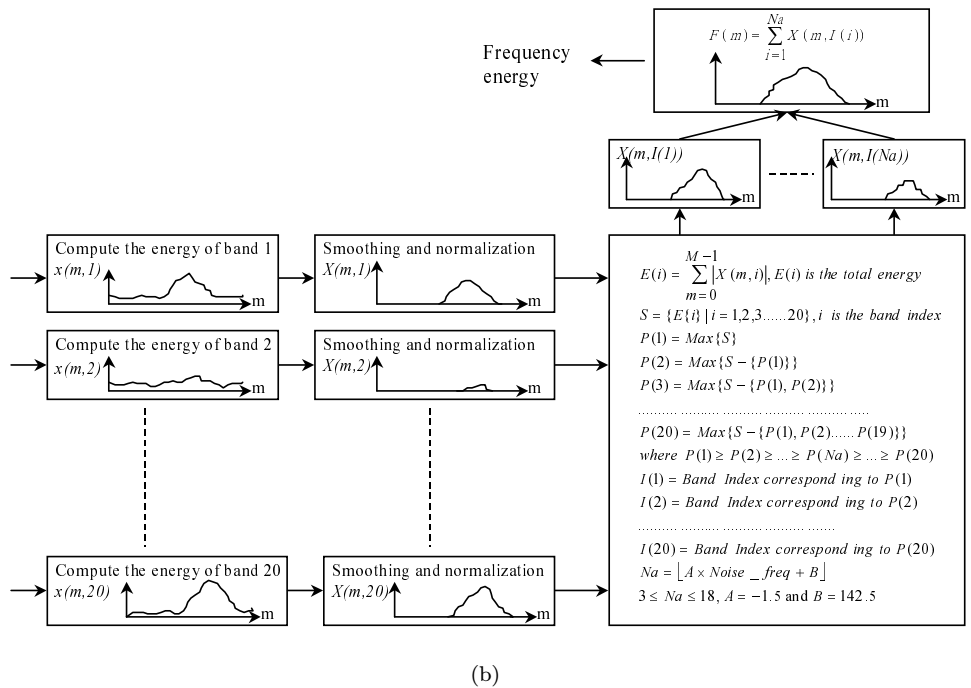 F(m) = \sum_{i=1}^{Na} X(m, I(i))
m
Frequency
energy
X(m,I(1))
m
X(m,I(Na))
m
Compute the energy of band 1
x(m,1)
m
Smoothing and normalization
X(m,1)
m
Compute the energy of band 2
x(m,2)
m
Smoothing and normalization
X(m,2)
m
Compute the energy of band 20
x(m,20)
m
Smoothing and normalization
X(m,20)
m
E(i) = \sum_{m=0}^{M-1} |X(m,i)|, E(i) is the total energy
S = {E{i} | i = 1,2,3......20}, i is the band index
P(1) = Max{S}
P(2) = Max{S − {P(1)}}
P(3) = Max{S − {P(1), P(2)}}
P(20) = Max{S − {P(1), P(2)......P(19)}}
where P(1) ≥ P(2) ≥ ... ≥ P(Na) ≥ ... ≥ P(20)
I(1) = Band Index correspond ing to P(1)
I(2) = Band Index correspond ing to P(2)
I(20) = Band Index correspond ing to P(20)
Na = ⌊A × Noise _ freq + B⌋
3 ≤ Na ≤ 18, A = −1.5 and B = 142.5
(b)